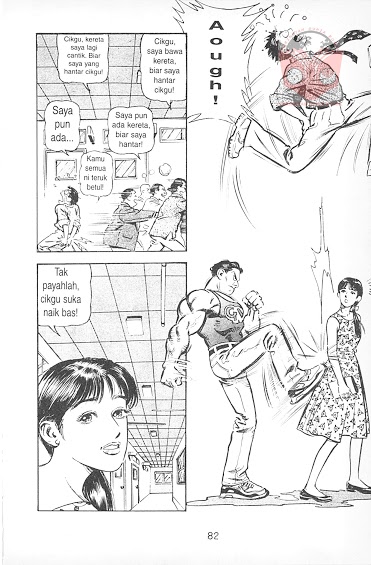 Cikgu, kereta
saya lagi
cantik. Biar
saya yang
hantar cikgu!
Cikgu,
saya bawa
kereta,
biar saya
hantar
cikgu!
Saya
pun
ada...
Saya pun
ada kereta,
biar saya
hantar!
Kamu
semua
ni teruk
betul!
Aough!
Tak
payahlah,
cikgu suka
naik bas!
82